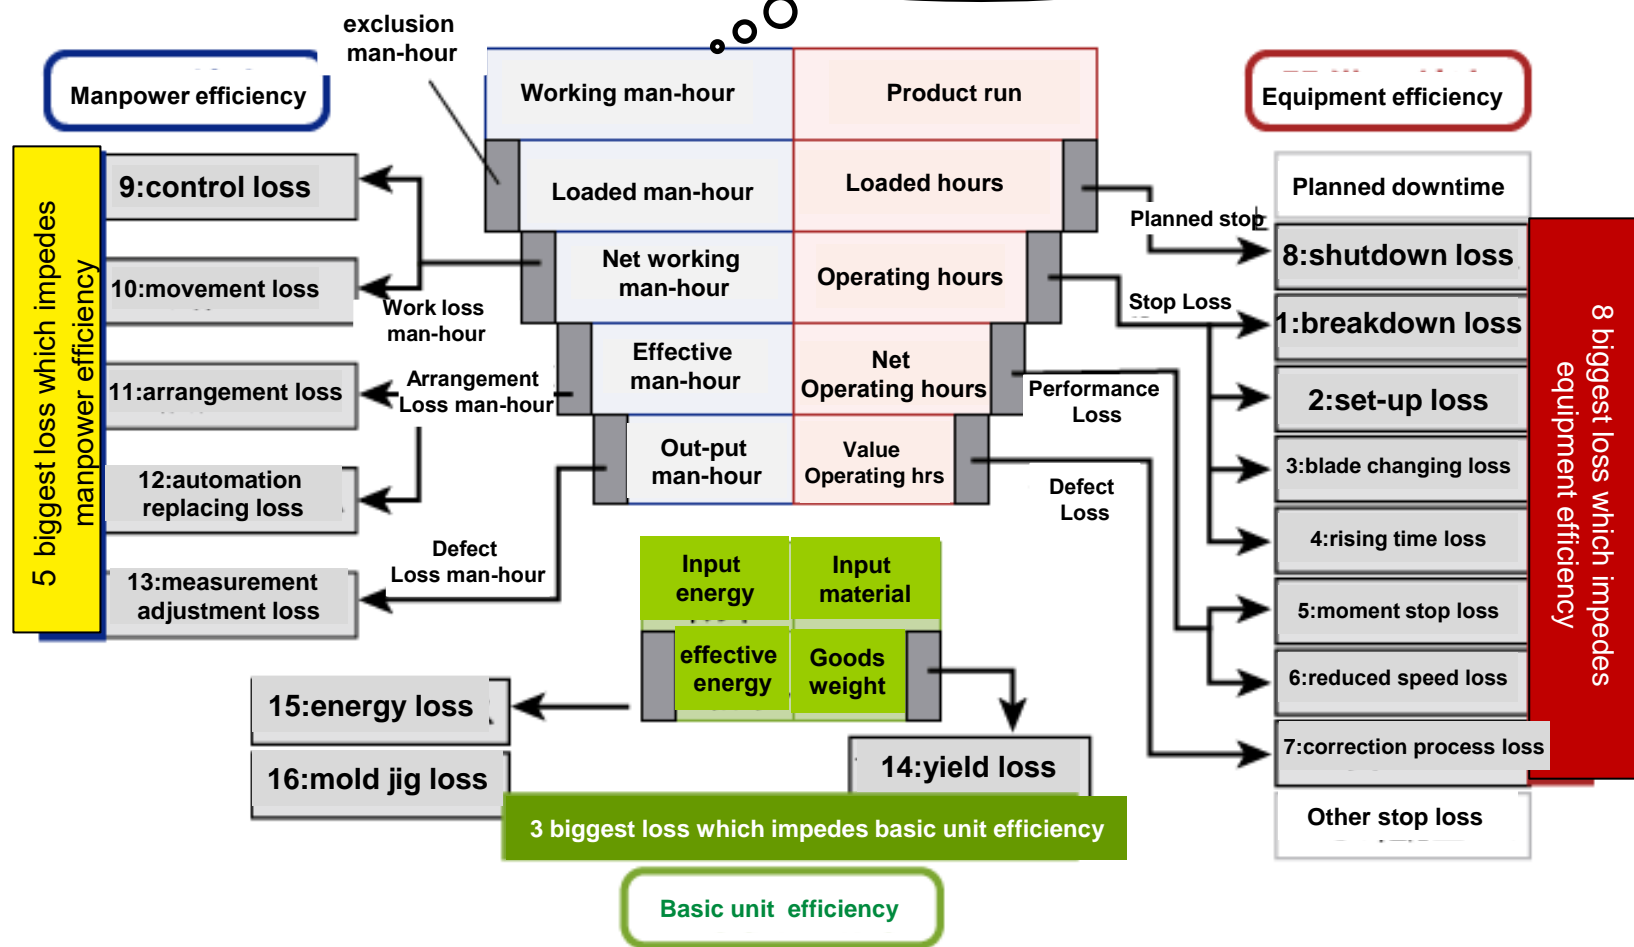 exclusion
man-hour
Manpower efficiency
Working man-hour
Product run
Equipment efficiency
5 biggest loss which impedes
manpower efficiency
9:control loss
10:movement loss
11:arrangement loss
12:automation
replacing loss
13:measurement
adjustment loss
Work loss
man-hour
Arrangement
Loss man-hour
Defect
Loss man-hour
Loaded man-hour
Loaded hours
Net working
man-hour
Operating hours
Effective
man-hour
Net
Operating hours
Out-put
man-hour
Value
Operating hrs
Planned stop
Stop Loss
Performance
Loss
Defect
Loss
Planned downtime
8:shutdown loss
1:breakdown loss
2:set-up loss
3:blade changing loss
4:rising time loss
5:moment stop loss
6:reduced speed loss
7:correction process loss
Other stop loss
8 biggest loss which impedes
equipment efficiency
Input
energy
Input
material
effective
energy
Goods
weight
15:energy loss
16:mold jig loss
14:yield loss
3 biggest loss which impedes basic unit efficiency
Basic unit efficiency